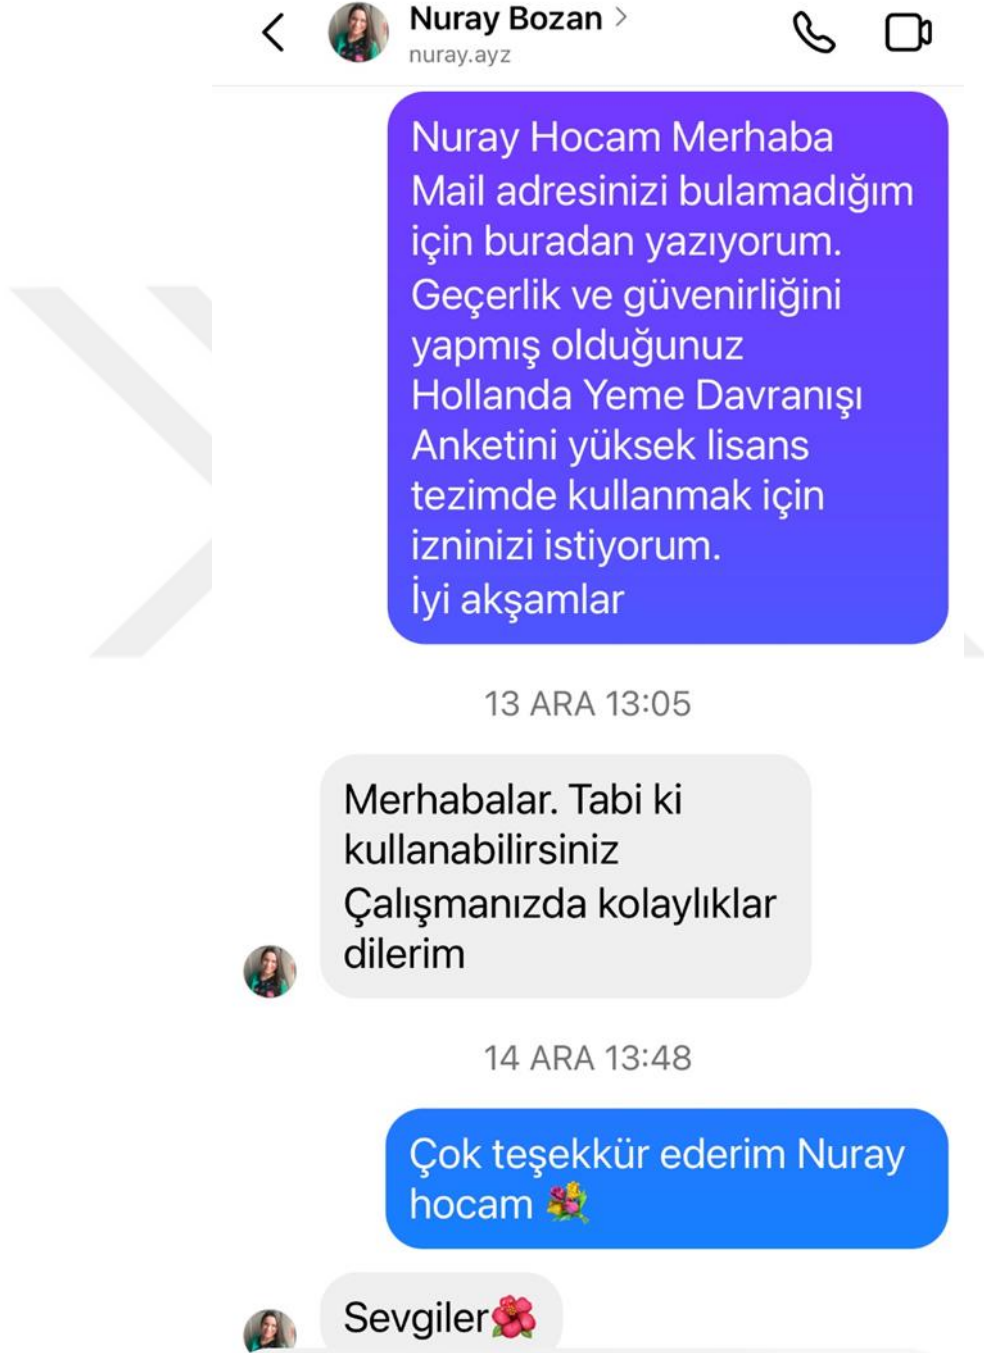 Nuray Bozan
nuray.ayz
Nuray Hocam Merhaba
Mail adresinizi bulamadığım
için buradan yazıyorum.
Geçerlik ve güvenirliğini
yapmış olduğunuz
Hollanda Yeme Davranışı
Anketini yüksek lisans
tezimde kullanmak için
izninizi istiyorum.
İyi akşamlar
13 ARA 13:05
Merhabalar. Tabi ki
kullanabilirsiniz
Çalışmanızda kolaylıklar
dilerim
14 ARA 13:48
Çok teşekkür ederim Nuray
hocam 💐
Sevgiler🌺